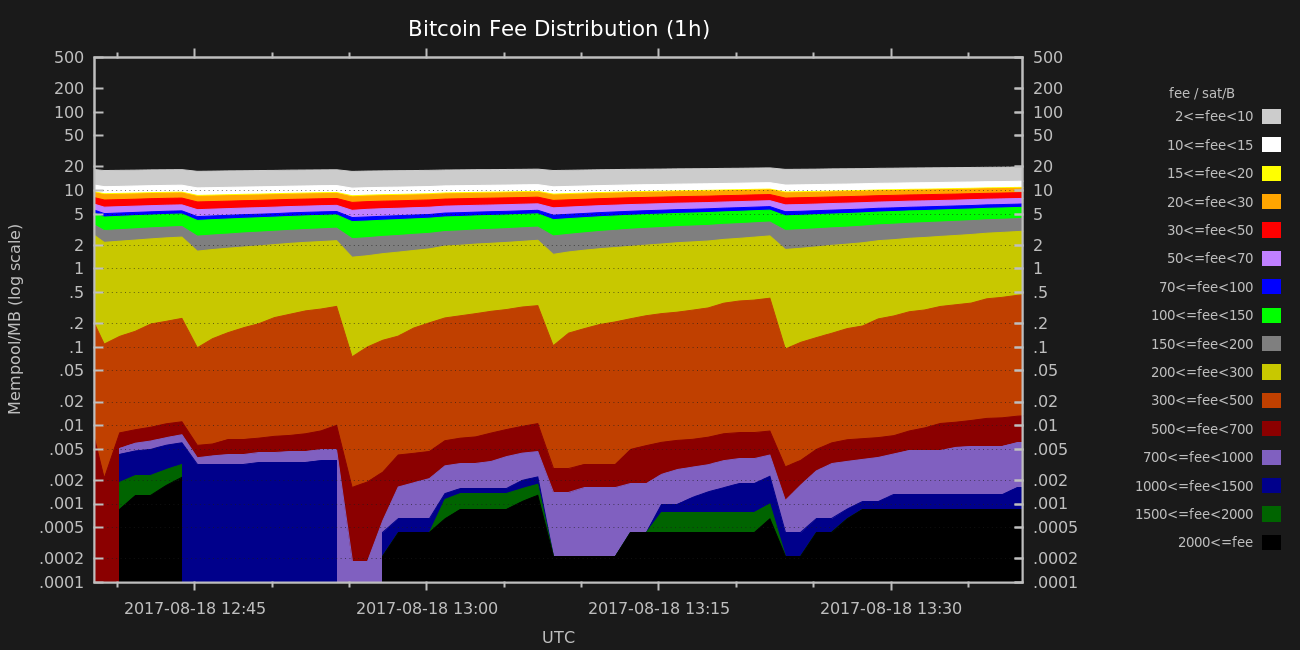 Bitcoin Fee Distribution (1h)
500
200
100
50
20
10
5
2
1
.5
.2
.1
.05
.02
.01
.005
.002
.001
.0005
.0002
.0001
Mempool/MB (log scale)
500
200
100
50
20
10
5
2
1
.5
.2
.1
.05
.02
.01
.005
.002
.001
.0005
.0002
.0001
2017-08-18 12:45
2017-08-18 13:00
2017-08-18 13:15
2017-08-18 13:30
UTC
fee / sat/B
2<=fee<10
10<=fee<15
15<=fee<20
20<=fee<30
30<=fee<50
50<=fee<70
70<=fee<100
100<=fee<150
150<=fee<200
200<=fee<300
300<=fee<500
500<=fee<700
700<=fee<1000
1000<=fee<1500
1500<=fee<2000
2000<=fee